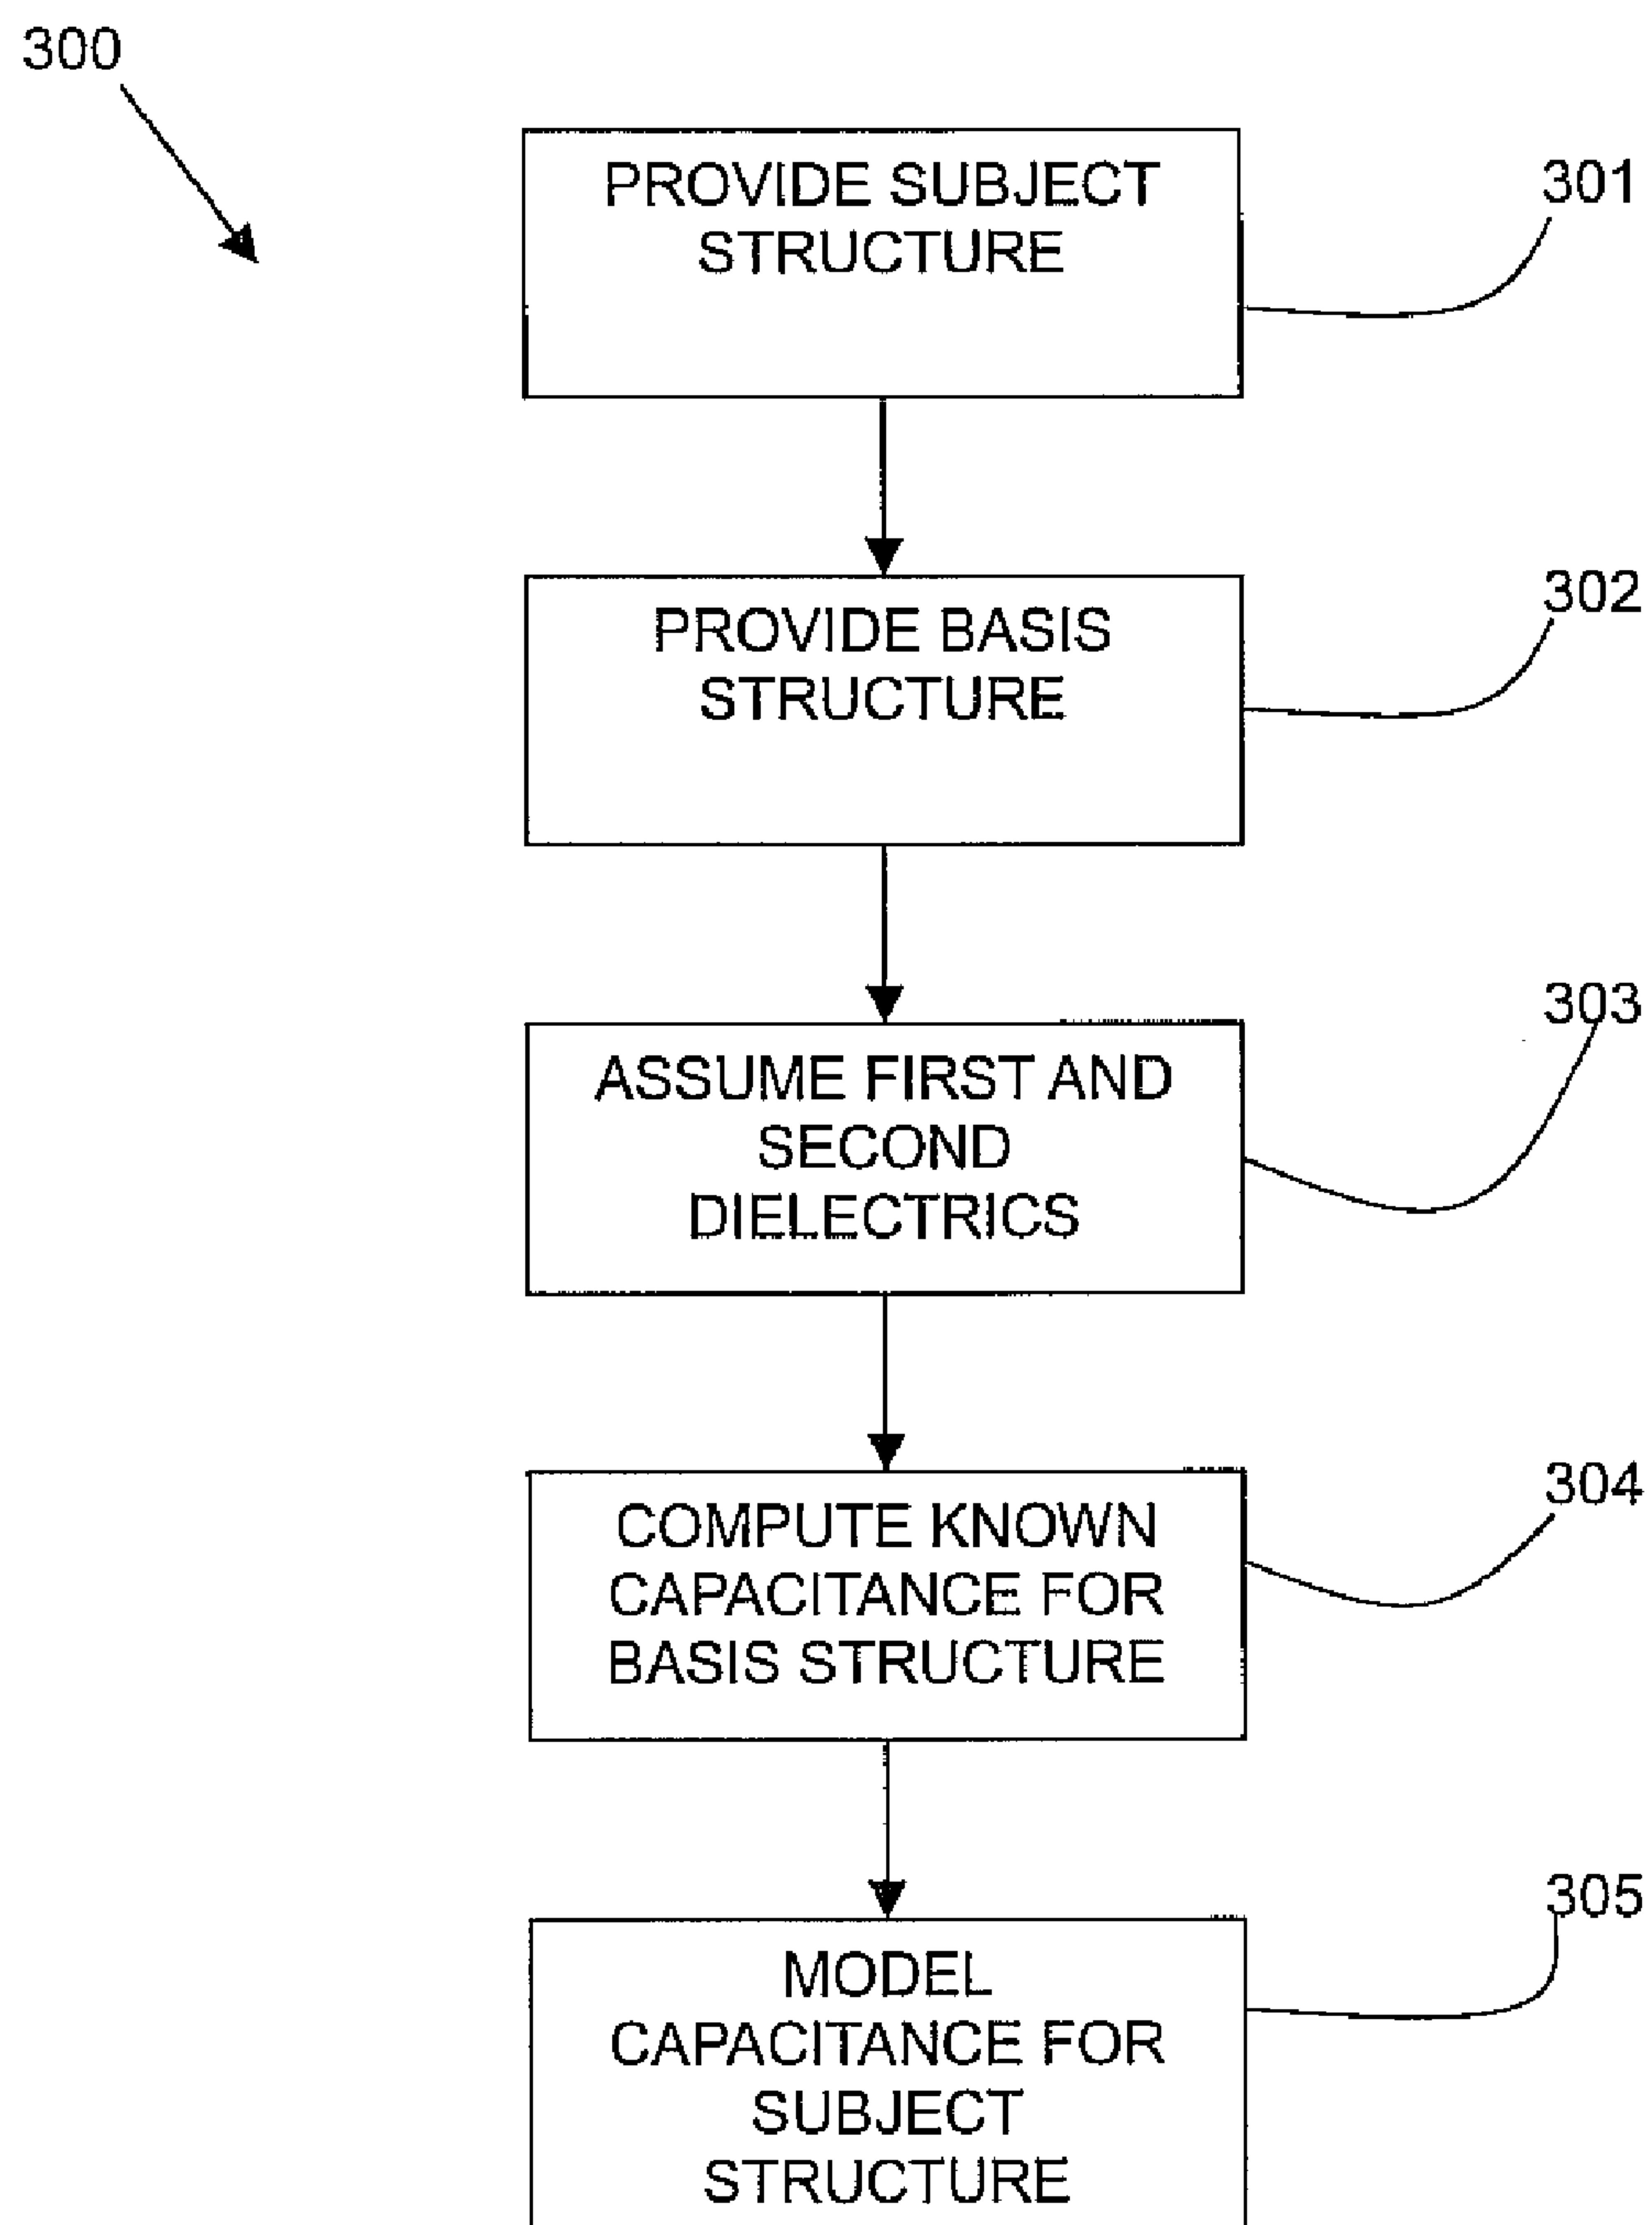 300
PROVIDE SUBJECT
STRUCTURE
301
PROVIDE BASIS
STRUCTURE
302
ASSUME FIRST AND
SECOND
DIELECTRICS
303
COMPUTE KNOWN
CAPACITANCE FOR
BASIS STRUCTURE
304
MODEL
CAPACITANCE FOR
SUBJECT
STRUCTURE
305